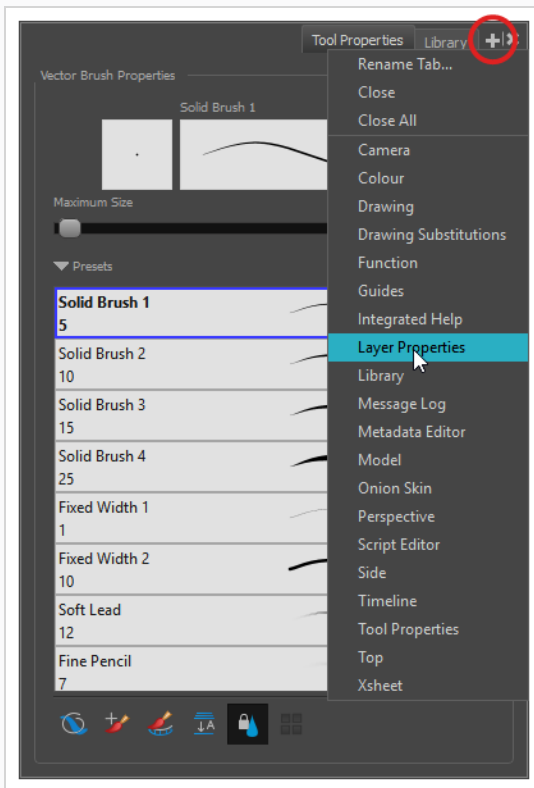 Tool Properties
Library
Rename Tab...
Close
Close All
Camera
Colour
Drawing
Drawing Substitutions
Function
Guides
Integrated Help
Layer Properties
Library
Message Log
Metadata Editor
Model
Onion Skin
Perspective
Script Editor
Side
Timeline
Tool Properties
Top
Xsheet
Vector Brush Properties
Solid Brush 1
Maximum Size
Presets
Solid Brush 1
5
Solid Brush 2
10
Solid Brush 3
15
Solid Brush 4
25
Fixed Width 1
1
Fixed Width 2
10
Soft Lead
12
Fine Pencil
7
A